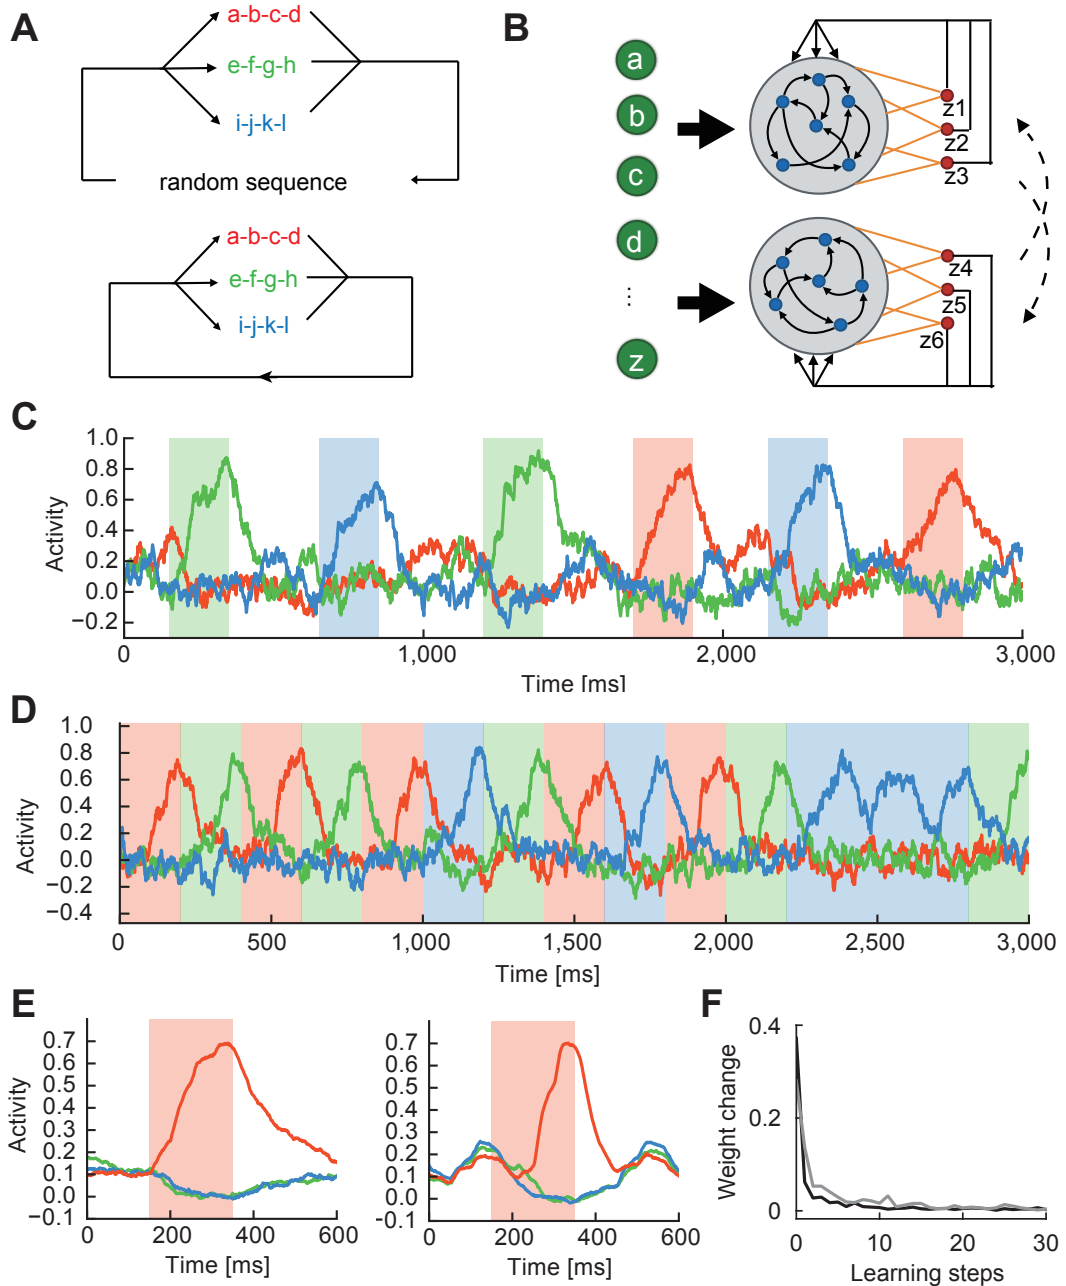 A
a-b-c-d
e-f-g-h
i-j-k-l
random sequence
a-b-c-d
e-f-g-h
i-j-k-l
B
a
b
c
d
...
z
z1
z2
z3
z4
z5
z6
C
Activity
1.0
0.8
0.6
0.4
0.2
0.0
−0.2
0
1,000
2,000
3,000
Time [ms]
D
Activity
1.0
0.8
0.6
0.4
0.2
0.0
−0.2
−0.4
0
500
1,000
1,500
2,000
2,500
3,000
Time [ms]
E
Activity
0.7
0.6
0.5
0.4
0.3
0.2
0.1
0.0
−0.1
0
200
400
600
Time [ms]
0.7
0.6
0.5
0.4
0.3
0.2
0.1
0.0
−0.1
0
200
400
600
Time [ms]
F
Weight change
0.4
0.2
0
0
10
20
30
Learning steps